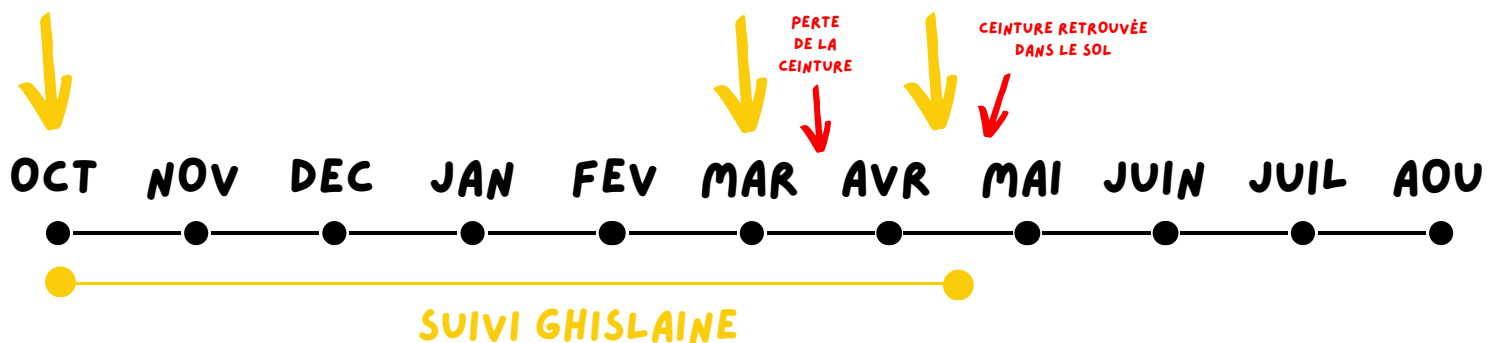 PERTE
DE LA
CEINTURE
CEINTURE RETROUVÉE
DANS LE SOL
OCT NOV DEC JAN FEV MAR AVR MAI JUIN JUIL AOU
SUIVI GHISLAINE